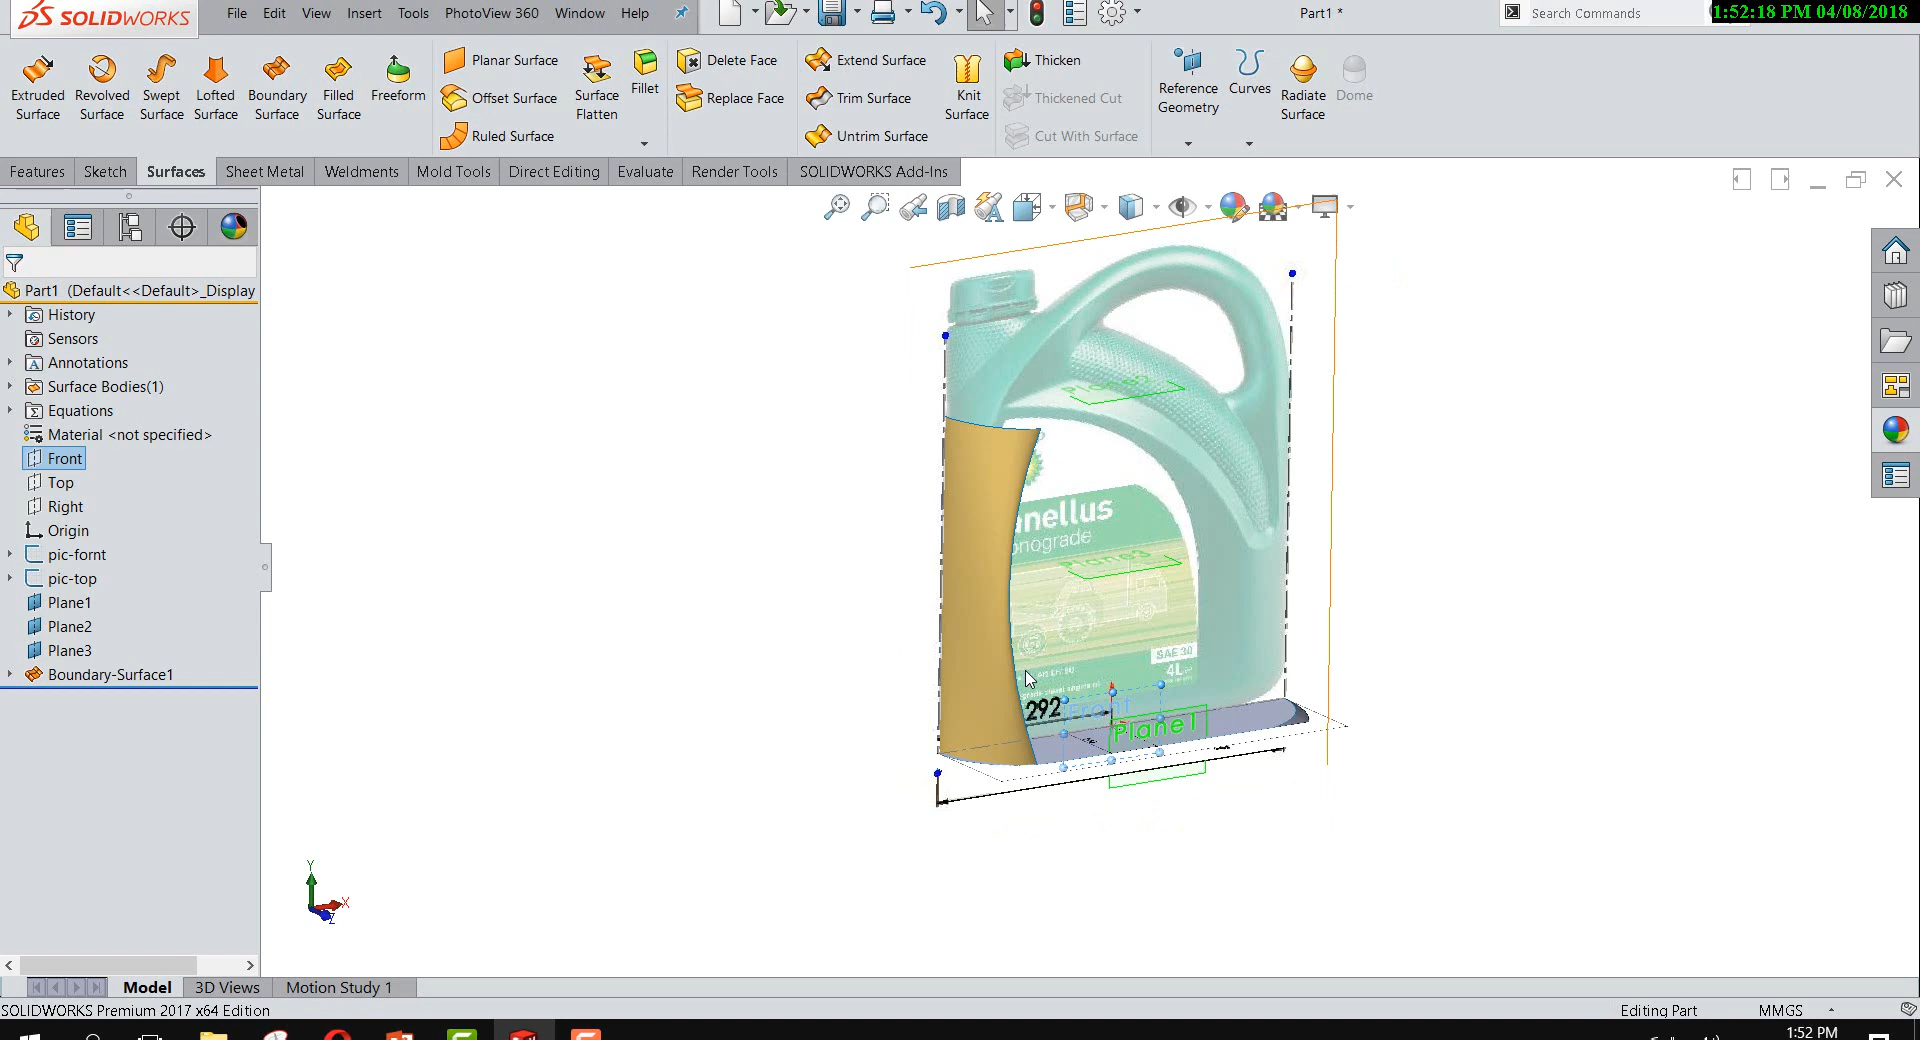 SOLIDWORKS
File Edit View Insert Tools PhotoView 360 Window Help
Part1 *
Search Commands
1:52:18 PM 04/08/2018
Extruded Surface
Revolved Surface
Swept Surface
Lofted Surface
Boundary Surface
Filled Surface
Freeform
Planar Surface
Offset Surface
Ruled Surface
Surface Flatten
Fillet
Delete Face
Replace Face
Extend Surface
Trim Surface
Untrim Surface
Knit Surface
Thicken
Thickened Cut
Cut With Surface
Reference Geometry
Curves
Radiate Surface
Dome
Features Sketch Surfaces Sheet Metal Weldments Mold Tools Direct Editing Evaluate Render Tools SOLIDWORKS Add-Ins
Part1 (Default<<Default>_Display
History
Sensors
Annotations
Surface Bodies(1)
Equations
Material <not specified>
Front
Top
Right
Origin
pic-fornt
pic-top
Plane1
Plane2
Plane3
Boundary-Surface1
Plane2
nellus
onograde
Plane3
SAE 30
4L
292
Front
Plane1
Y
X
Z
Model 3D Views Motion Study 1
SOLIDWORKS Premium 2017 x64 Edition
Editing Part
MMGS
1:52 PM